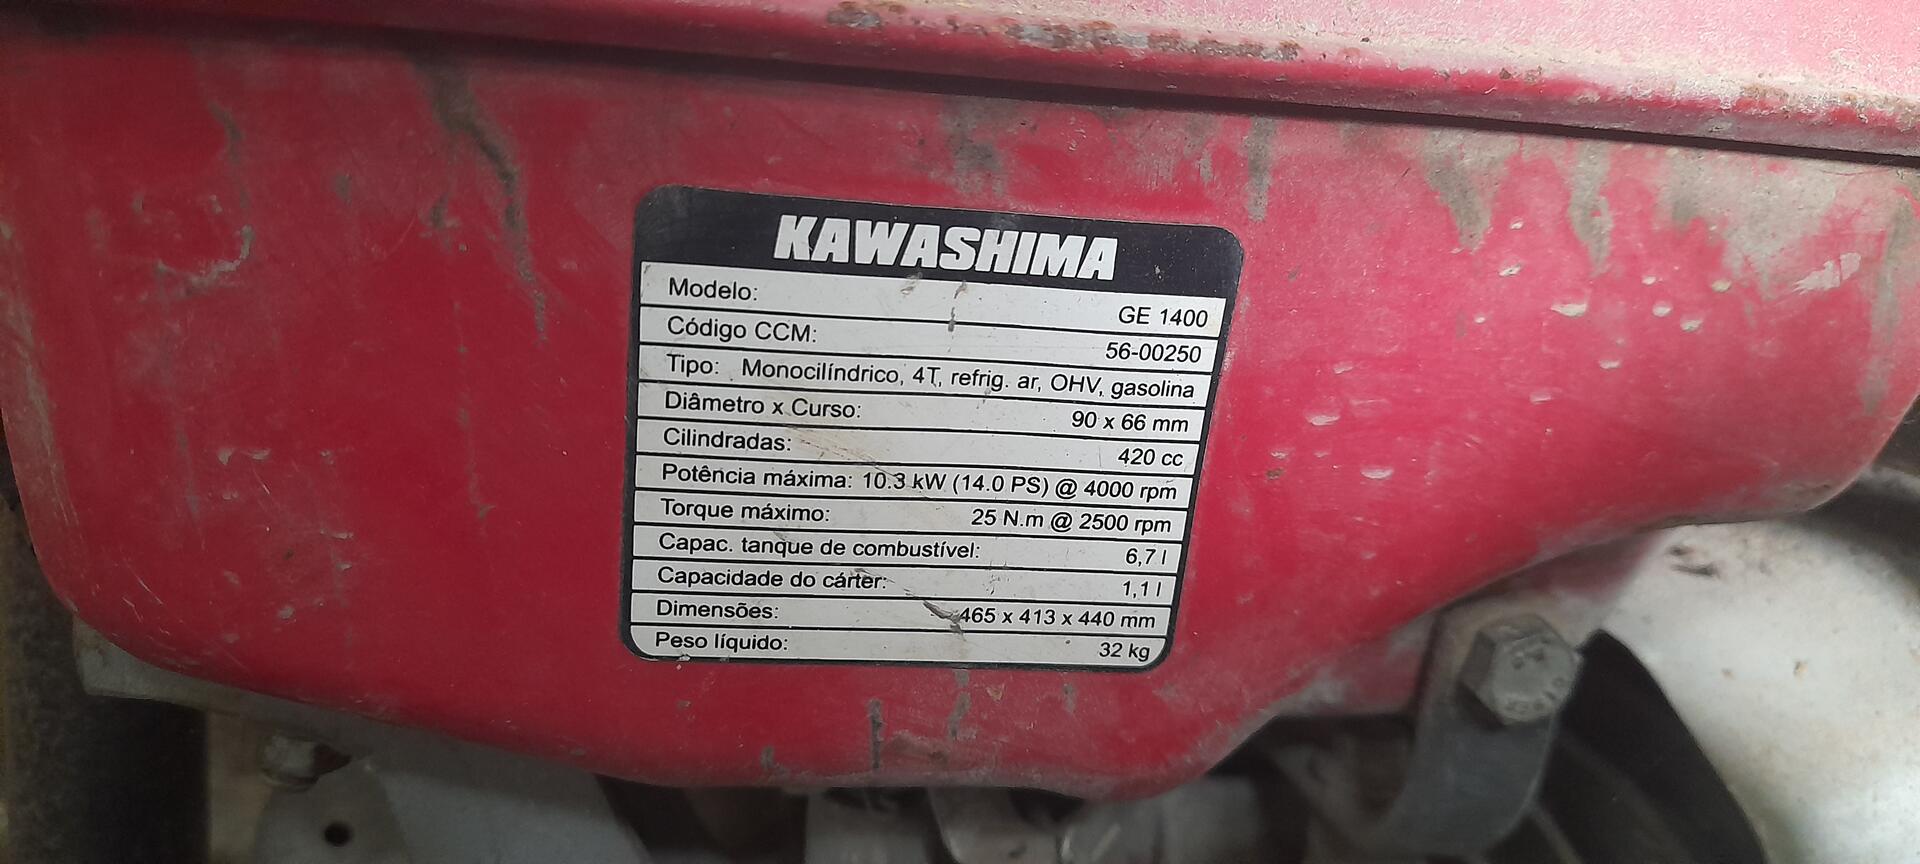 KAWASHIMA
Modelo: GE 1400
Código CCM: 56-00250
Tipo: Monocilíndrico, 4T, refrig. ar, OHV, gasolina
Diâmetro x Curso: 90 x 66 mm
Cilindradas: 420 cc
Potência máxima: 10.3 kW (14.0 PS) @ 4000 rpm
Torque máximo: 25 N.m @ 2500 rpm
Capac. tanque de combustível: 6,7 l
Capacidade do cárter: 1,1 l
Dimensões: 465 x 413 x 440 mm
Peso líquido: 32 kg